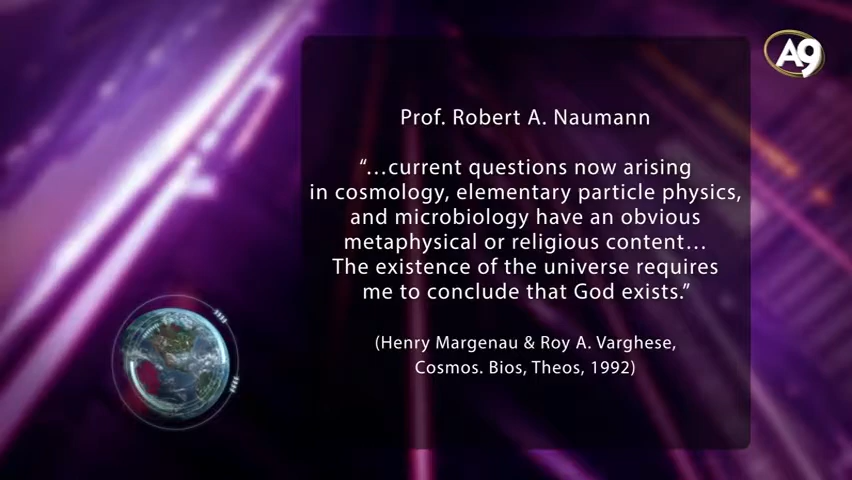 A9
Prof. Robert A. Naumann
“…current questions now arising
in cosmology, elementary particle physics,
and microbiology have an obvious
metaphysical or religious content…
The existence of the universe requires
me to conclude that God exists.”
(Henry Margenau & Roy A. Varghese,
Cosmos. Bios, Theos, 1992)